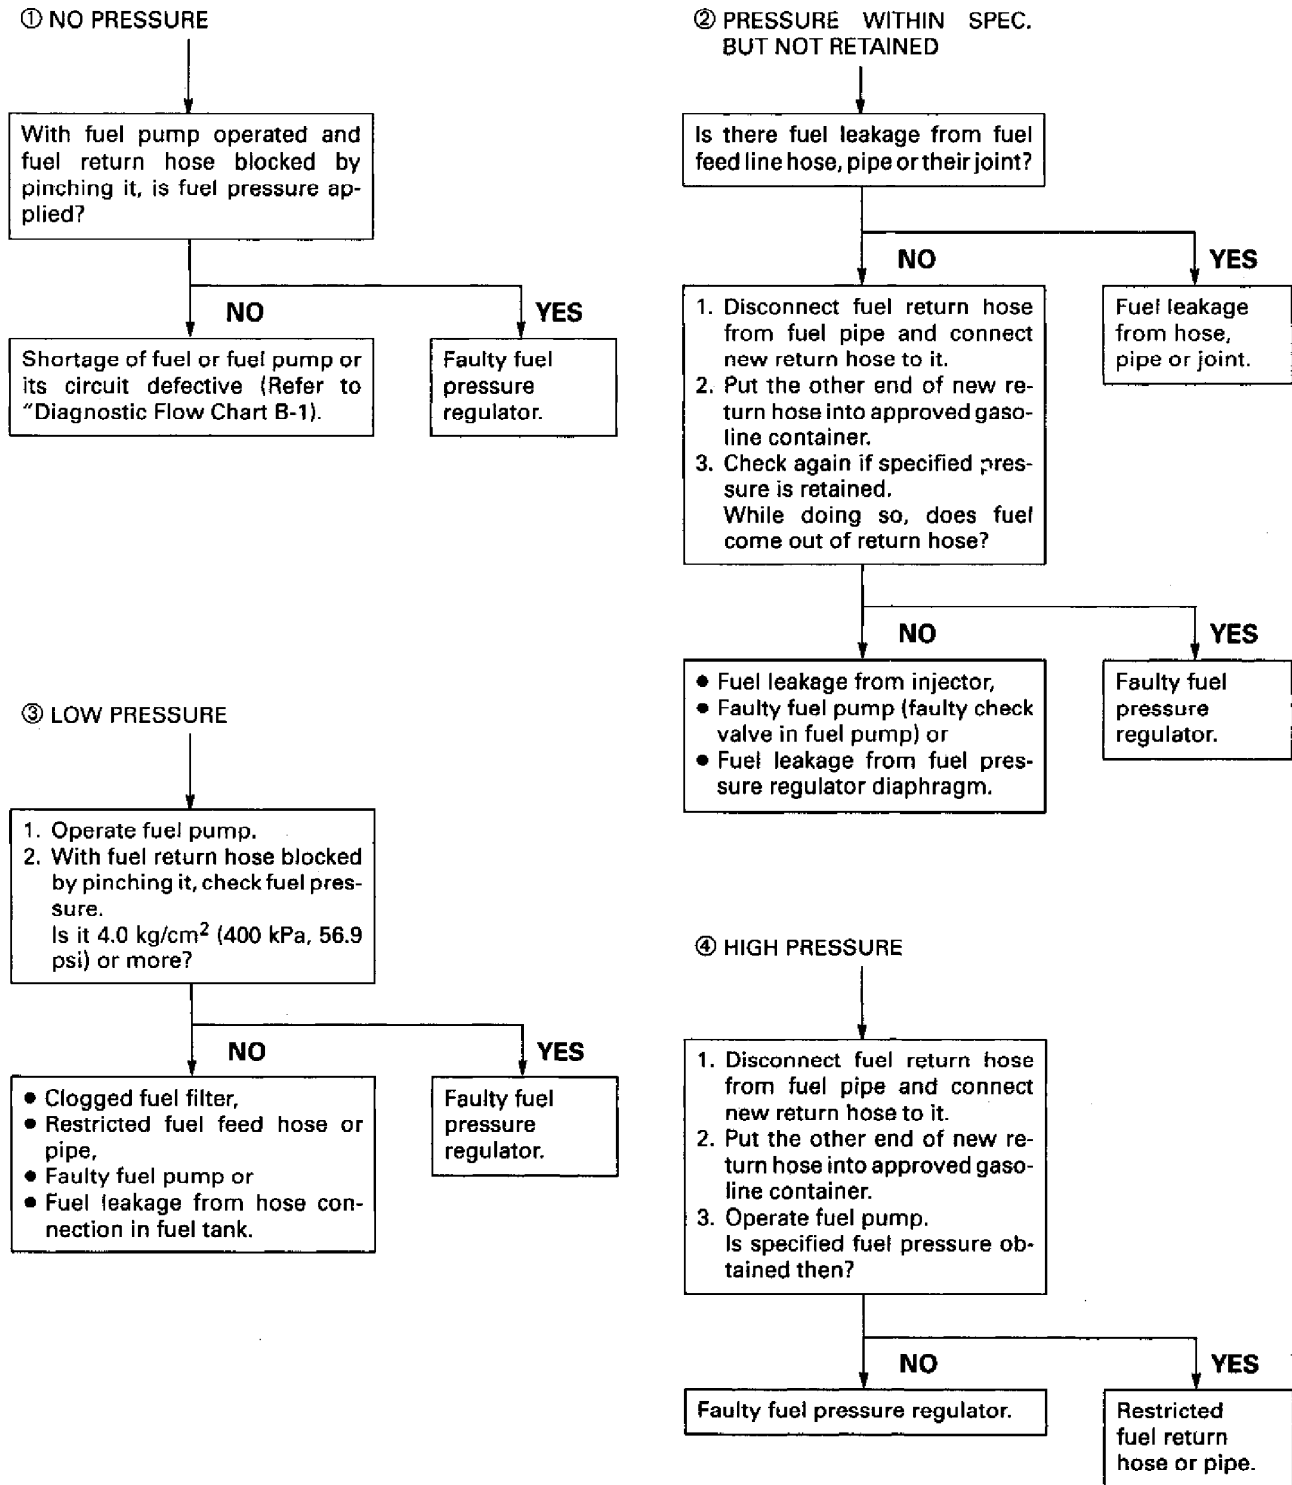 ① NO PRESSURE
With fuel pump operated and
fuel return hose blocked by
pinching it, is fuel pressure ap-
plied?
NO
YES
Shortage of fuel or fuel pump or
its circuit defective (Refer to
"Diagnostic Flow Chart B-1).
Faulty fuel
pressure
regulator.
② PRESSURE WITHIN SPEC.
BUT NOT RETAINED
Is there fuel leakage from fuel
feed line hose, pipe or their joint?
NO
YES
1. Disconnect fuel return hose
from fuel pipe and connect
new return hose to it.
2. Put the other end of new re-
turn hose into approved gaso-
line container.
3. Check again if specified pres-
sure is retained.
While doing so, does fuel
come out of return hose?
Fuel leakage
from hose,
pipe or joint.
NO
YES
● Fuel leakage from injector,
● Faulty fuel pump (faulty check
valve in fuel pump) or
● Fuel leakage from fuel pres-
sure regulator diaphragm.
Faulty fuel
pressure
regulator.
③ LOW PRESSURE
1. Operate fuel pump.
2. With fuel return hose blocked
by pinching it, check fuel pres-
sure.
Is it 4.0 kg/cm² (400 kPa, 56.9
psi) or more?
NO
YES
● Clogged fuel filter,
● Restricted fuel feed hose or
pipe,
● Faulty fuel pump or
● Fuel leakage from hose con-
nection in fuel tank.
Faulty fuel
pressure
regulator.
④ HIGH PRESSURE
1. Disconnect fuel return hose
from fuel pipe and connect
new return hose to it.
2. Put the other end of new re-
turn hose into approved gaso-
line container.
3. Operate fuel pump.
Is specified fuel pressure ob-
tained then?
NO
YES
Faulty fuel pressure regulator.
Restricted
fuel return
hose or pipe.